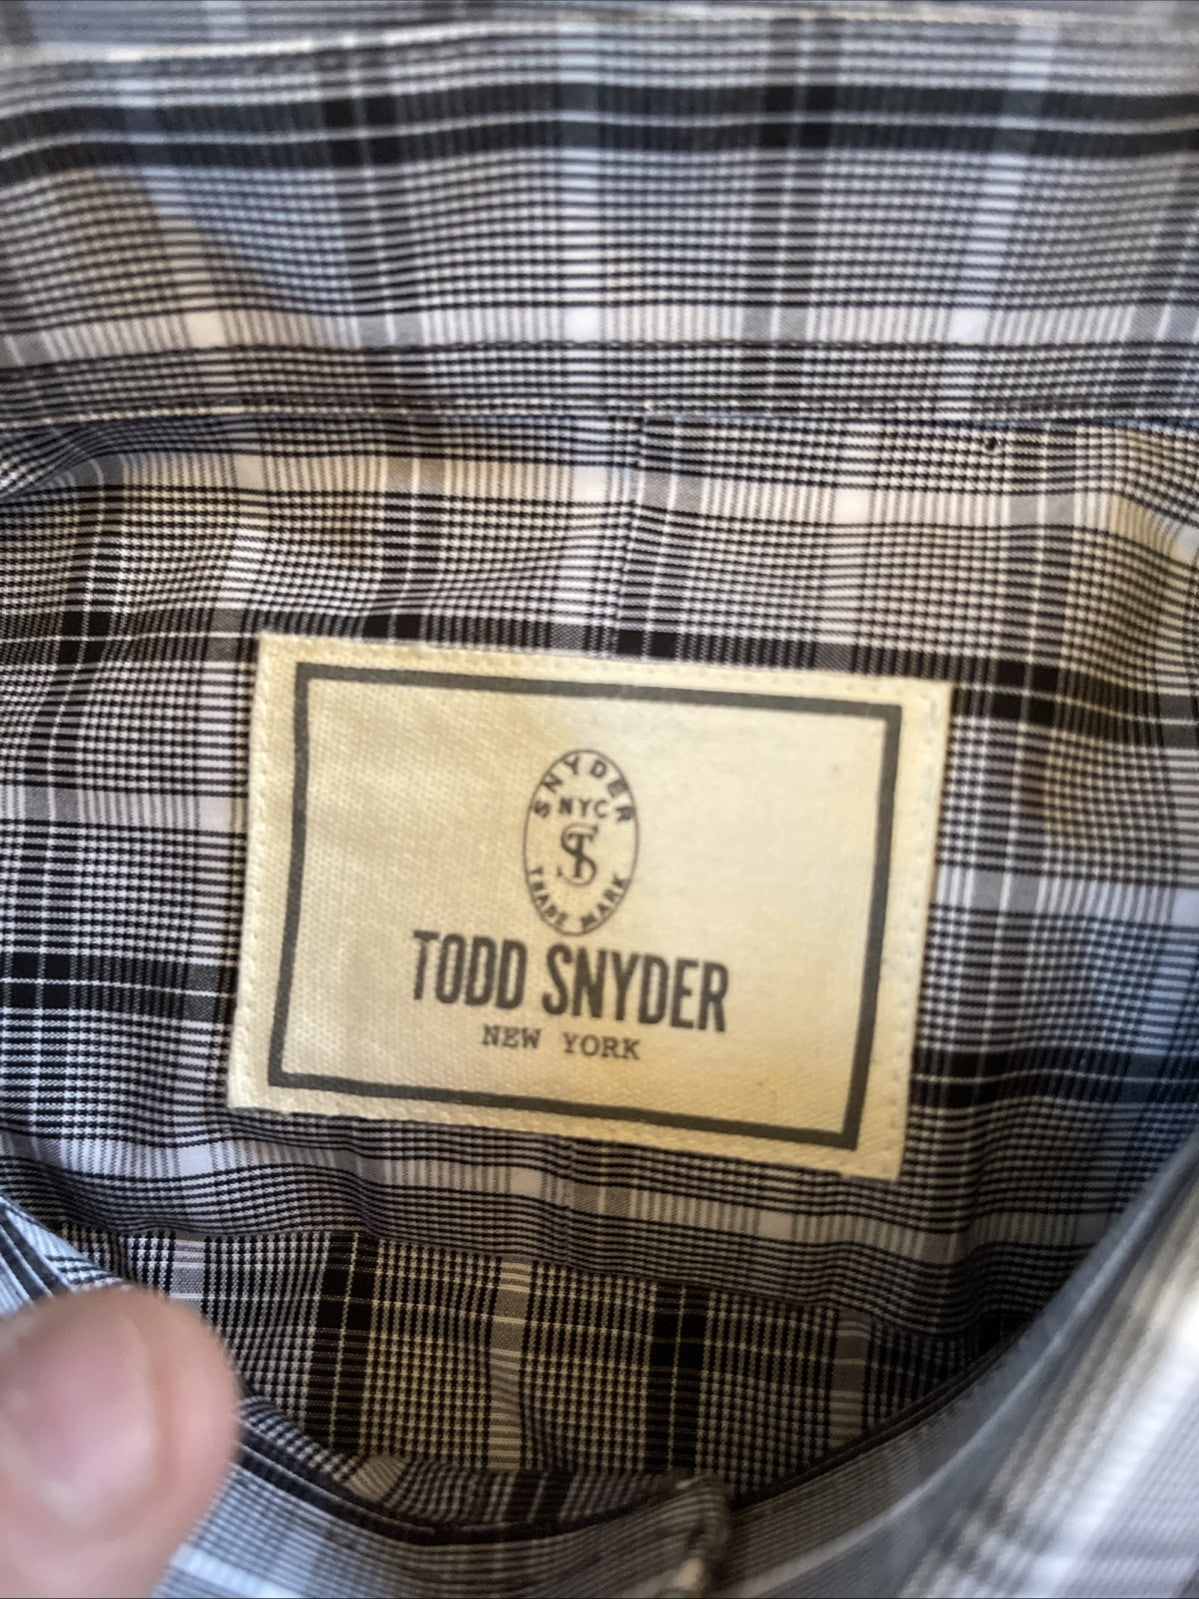 SNYDER
NYC
TS
TRADE MARK
TODD SNYDER
NEW YORK